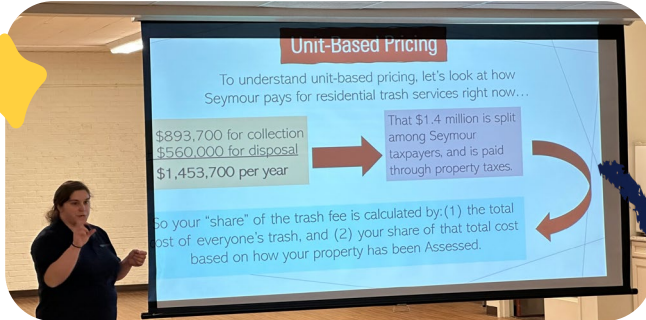 Unit-Based Pricing
To understand unit-based pricing, let's look at how
Seymour pays for residential trash services right now...
$893,700 for collection
$560,000 for disposal
$1,453,700 per year
That $1.4 million is split
among Seymour
taxpayers, and is paid
through property taxes.
So your "share" of the trash fee is calculated by: (1) the total
cost of everyone's trash, and (2) your share of that total cost
based on how your property has been Assessed.